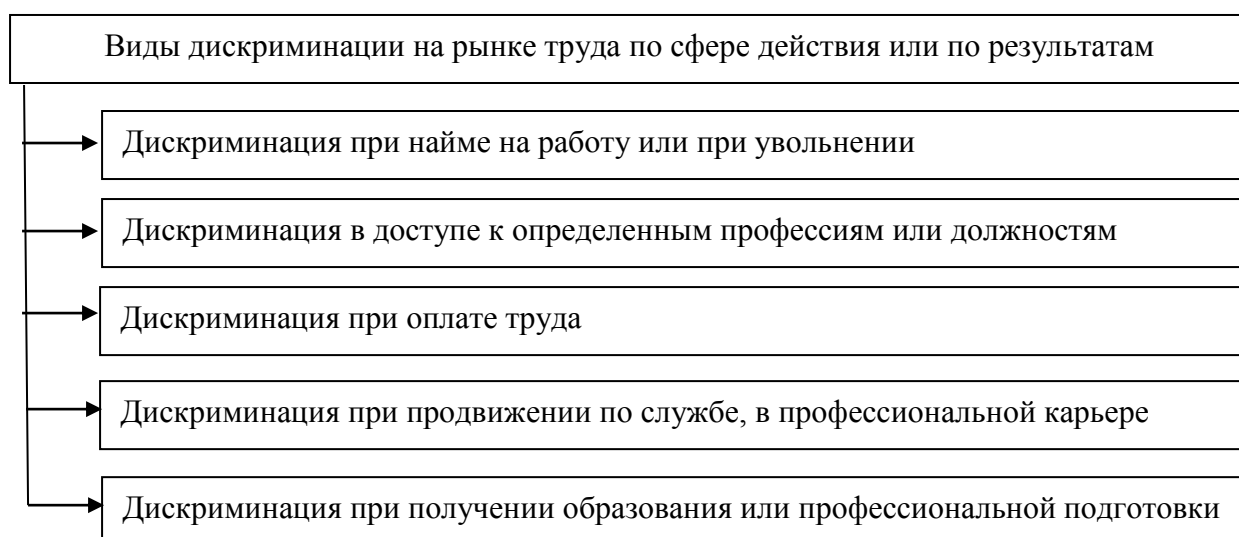 Виды дискриминации на рынке труда по сфере действия или по результатам
Дискриминация при найме на работу или при увольнении
Дискриминация в доступе к определенным профессиям или должностям
Дискриминация при оплате труда
Дискриминация при продвижении по службе, в профессиональной карьере
Дискриминация при получении образования или профессиональной подготовки